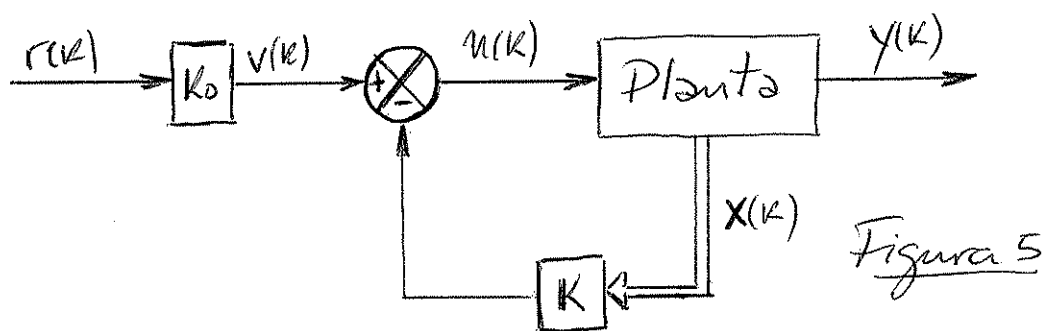 r(k)
K₀
v(k)
+
-
u(k)
Planta
y(k)
X(k)
K
Figura 5